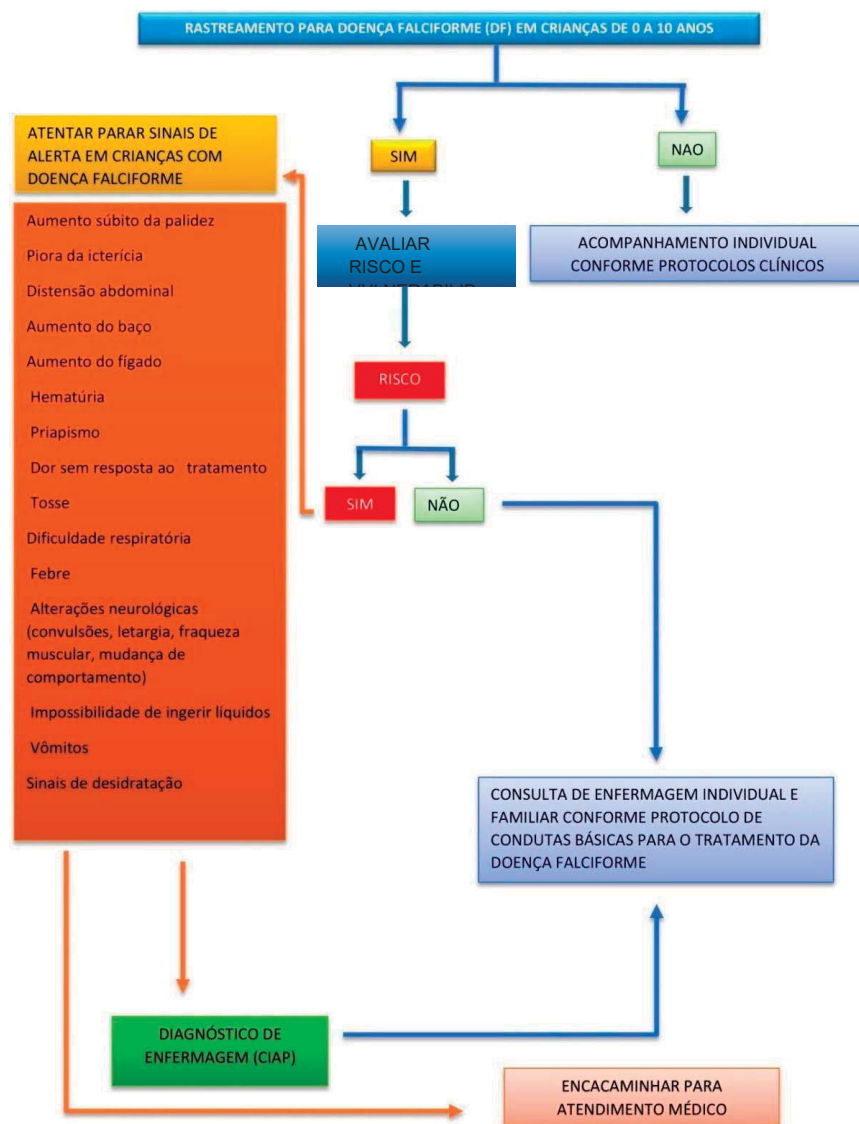 RASTREAMENTO PARA DOENÇA FALCIFORME (DF) EM CRIANÇAS DE 0 A 10 ANOS
SIM
NAO
ATENTAR PARAR SINAIS DE
ALERTA EM CRIANÇAS COM
DOENÇA FALCIFORME
AVALIAR
RISCO E
ACOMPANHAMENTO INDIVIDUAL
CONFORME PROTOCOLOS CLÍNICOS
RISCO
SIM
NÃO
Aumento súbito da palidez
Piora da icterícia
Distensão abdominal
Aumento do baço
Aumento do fígado
Hematúria
Priapismo
Dor sem resposta ao tratamento
Tosse
Dificuldade respiratória
Febre
Alterações neurológicas
(convulsões, letargia, fraqueza
muscular, mudança de
comportamento)
Impossibilidade de ingerir líquidos
Vômitos
Sinais de desidratação
CONSULTA DE ENFERMAGEM INDIVIDUAL E
FAMILIAR CONFORME PROTOCOLO DE
CONDUTAS BÁSICAS PARA O TRATAMENTO DA
DOENÇA FALCIFORME
DIAGNÓSTICO DE
ENFERMAGEM (CIAP)
ENCACAMINHAR PARA
ATENDIMENTO MÉDICO